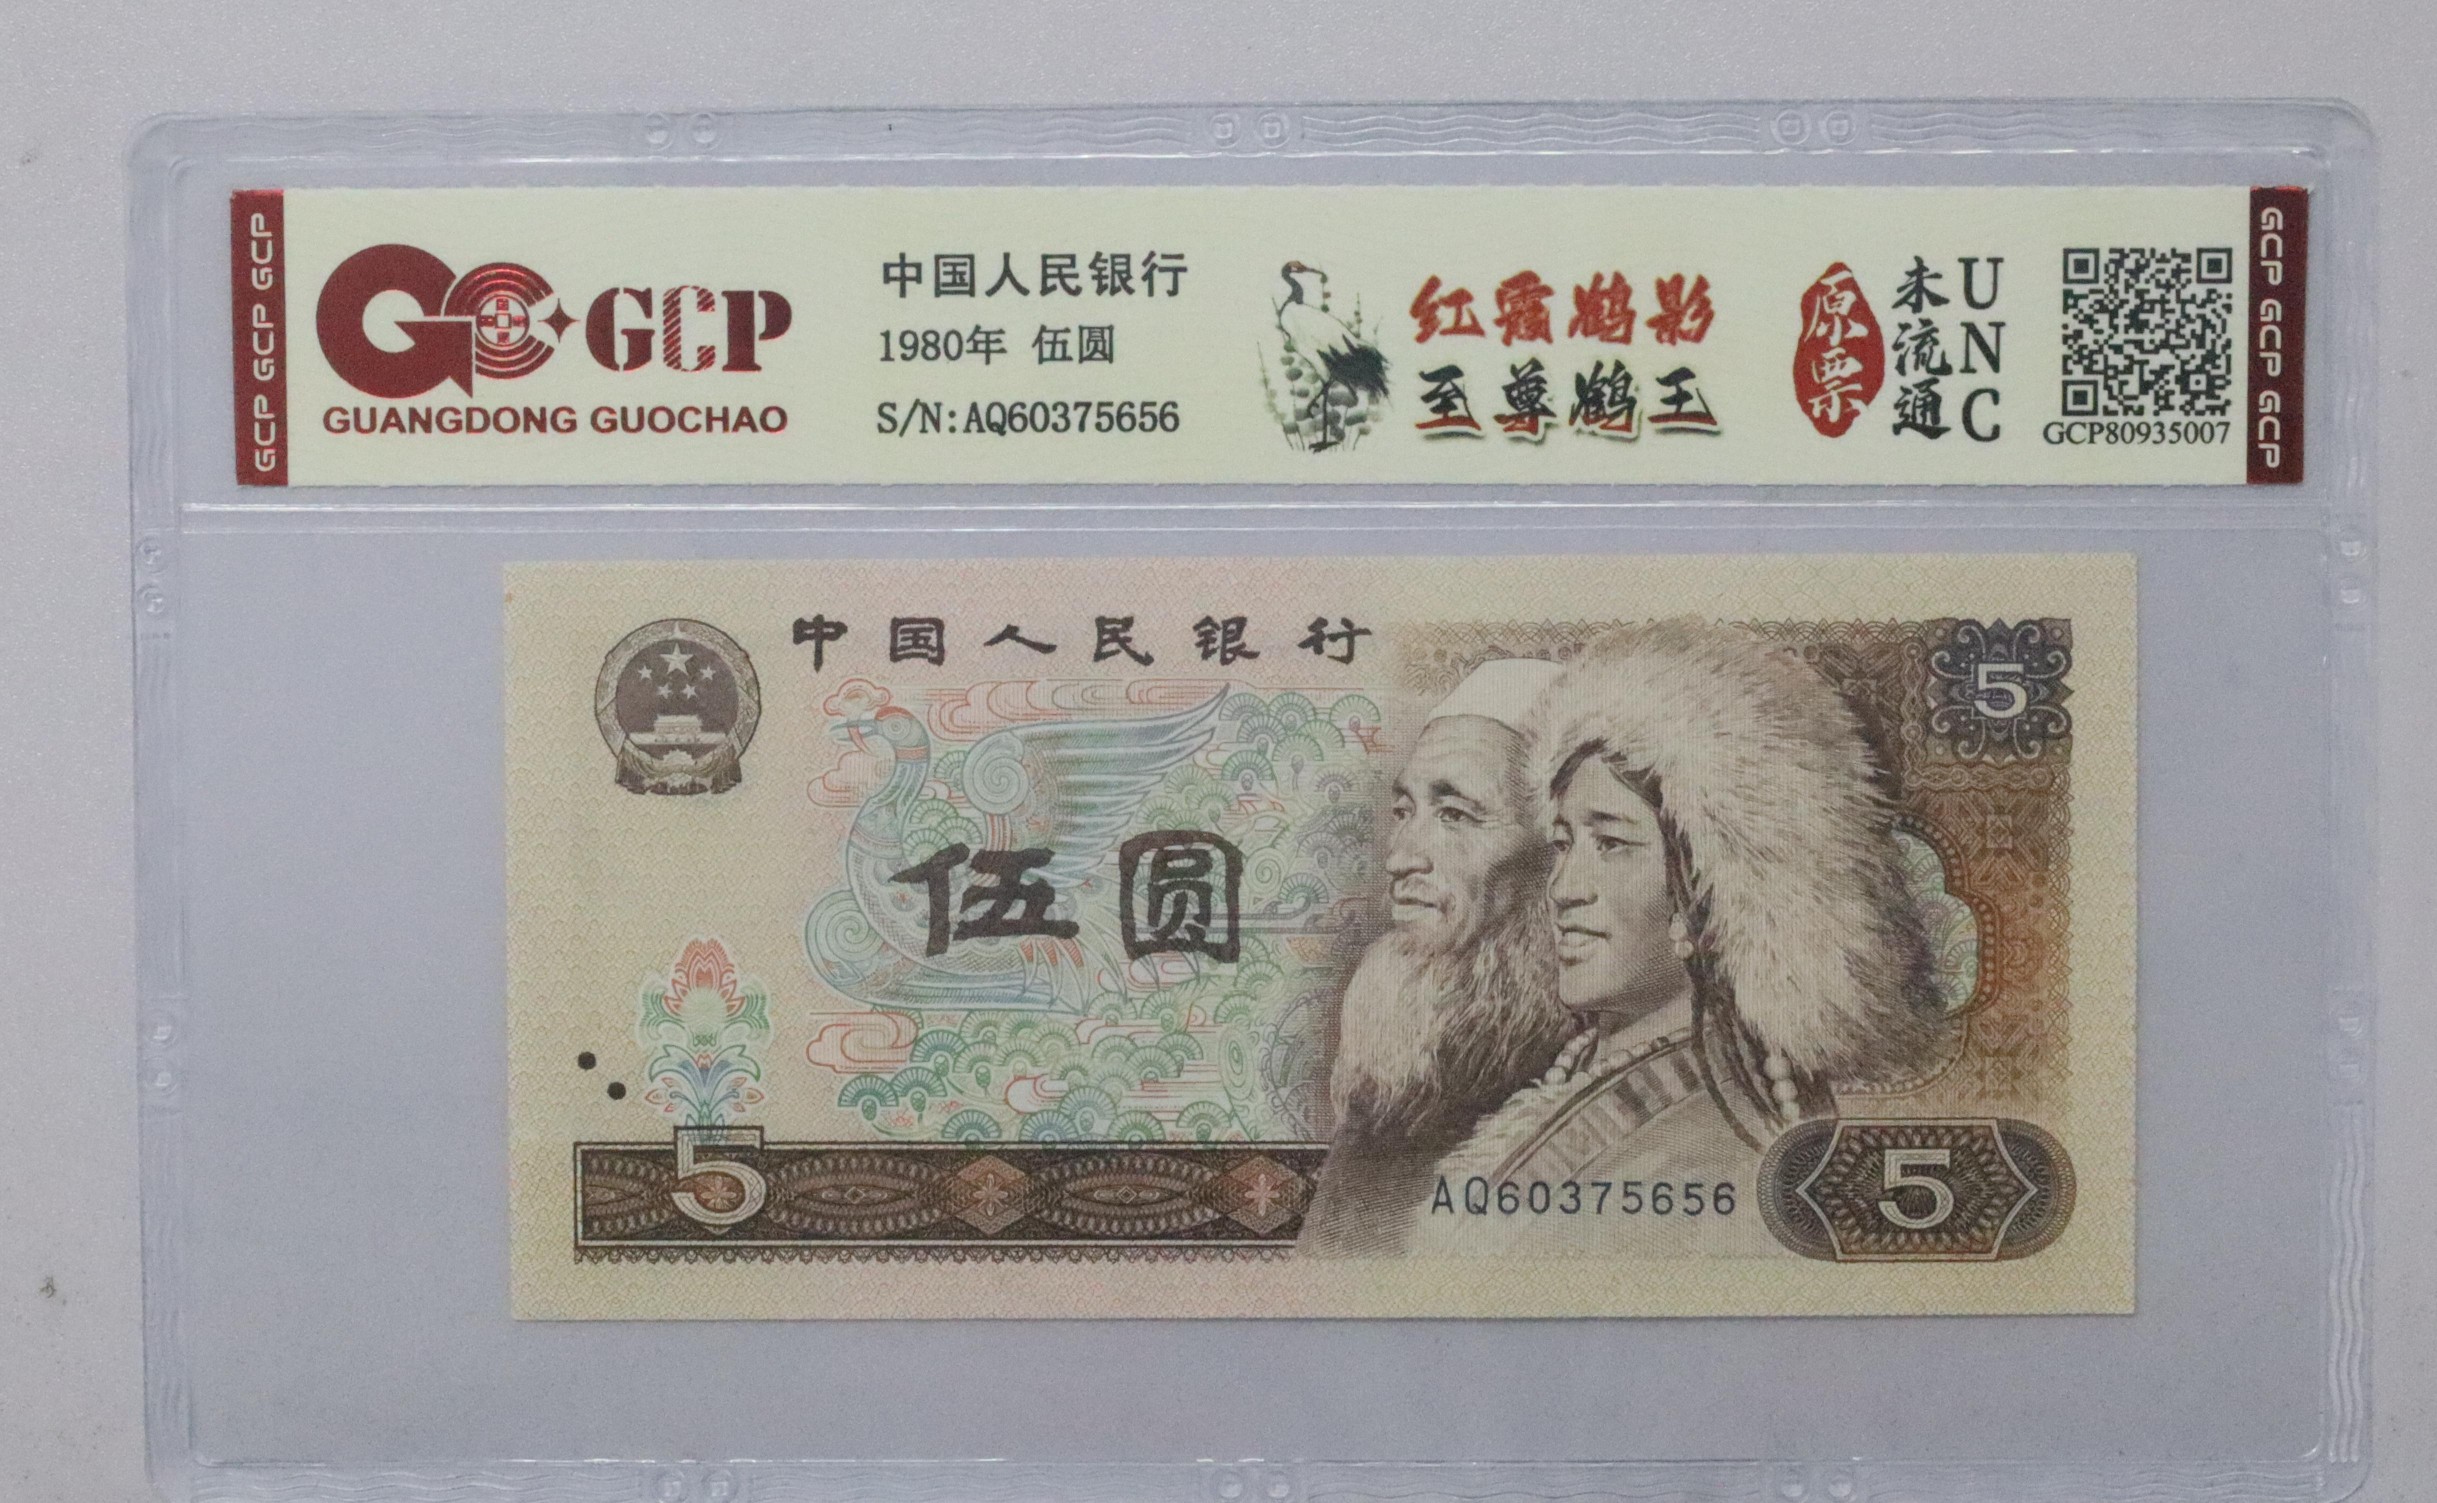 GCP GCP GCP
GCP
GUANGDONG GUOCHAO
中国人民银行
1980年 伍圆
S/N:AQ60375656
红霞鹤影
至尊鹤王
原票
未流通
UNC
GCP80935007
GCP GCP GCP
中国人民银行
5
伍圆
5
AQ60375656
5